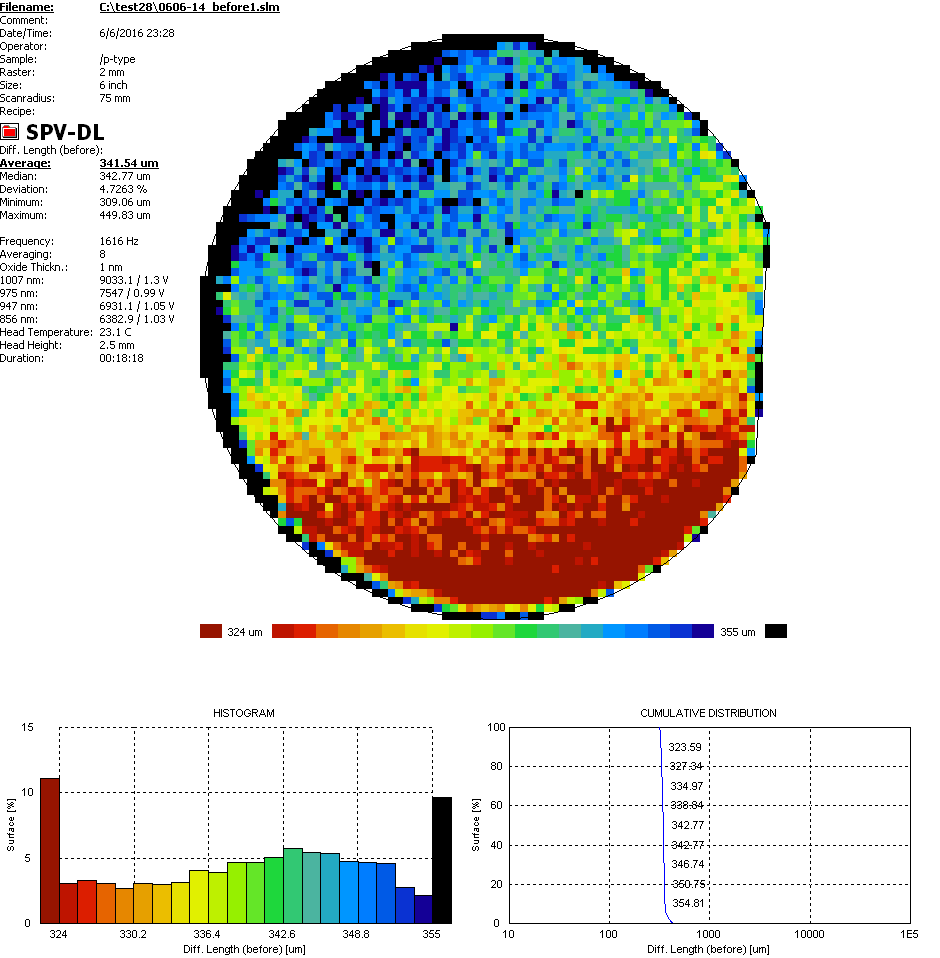 Filename: C:\test28\0606-14_before1.slm
Comment:
Date/Time: 6/6/2016 23:28
Operator:
Sample: /p-type
Raster: 2 mm
Size: 6 inch
Scanradius: 75 mm
Recipe:
SPV-DL
Diff. Length (before):
Average: 341.54 um
Median: 342.77 um
Deviation: 4.7263 %
Minimum: 309.06 um
Maximum: 449.83 um
Frequency: 1616 Hz
Averaging: 8
Oxide Thickn.: 1 nm
1007 nm: 9033.1 / 1.3 V
975 nm: 7547 / 0.99 V
947 nm: 6931.1 / 1.05 V
856 nm: 6382.9 / 1.03 V
Head Temperature: 23.1 C
Head Height: 2.5 mm
Duration: 00:18:18
324 um 355 um
HISTOGRAM
15
10
5
0
Surface [%]
324 330.2 336.4 342.6 348.8 355
Diff. Length (before) [um]
CUMULATIVE DISTRIBUTION
100
80
60
40
20
0
Surface [%]
323.59
327.34
334.97
338.84
342.77
342.77
346.74
350.75
354.81
10 100 1000 10000 1E5
Diff. Length (before) [um]